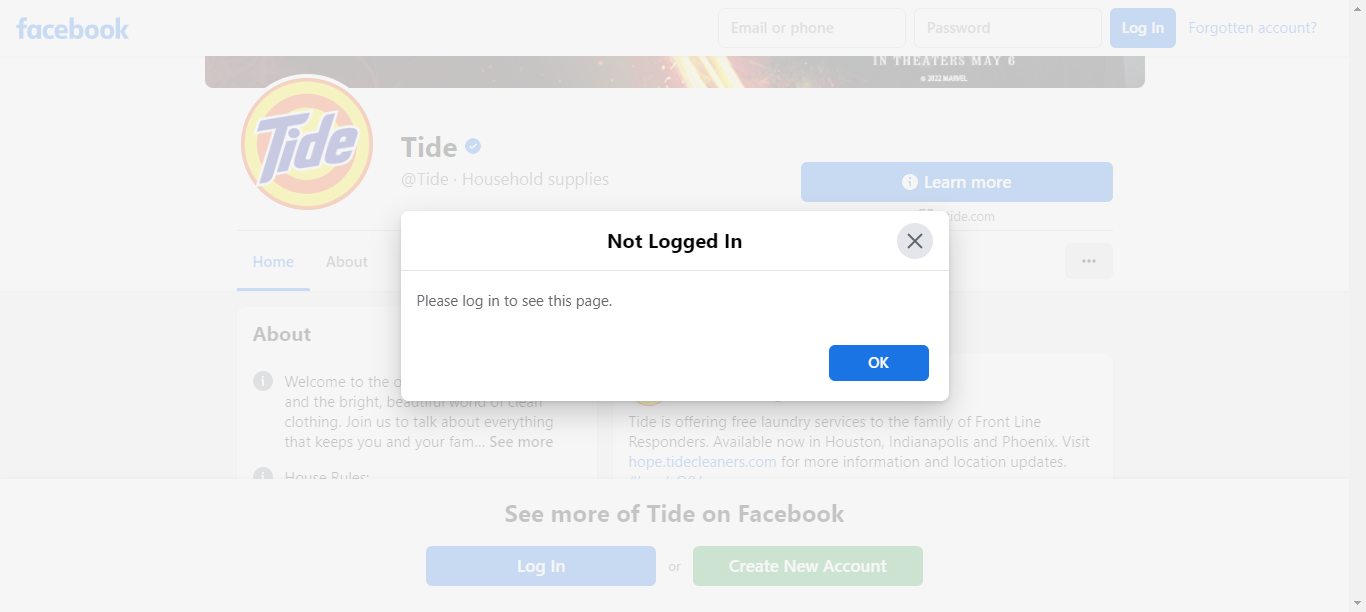 facebook
Email or phone
Password
Log In
Forgotten account?
IN THEATERS MAY 6
© 2022 MARVEL
Tide
Tide
@Tide · Household supplies
Learn more
tide.com
Not Logged In
Home
About
Please log in to see this page.
OK
About
Welcome to the
and the bright, beautiful world of clean
clothing. Join us to talk about everything
that keeps you and your fam... See more
House Rules:
Tide is offering free laundry services to the family of Front Line
Responders. Available now in Houston, Indianapolis and Phoenix. Visit
hope.tidecleaners.com for more information and location updates.
See more of Tide on Facebook
Log In
or
Create New Account